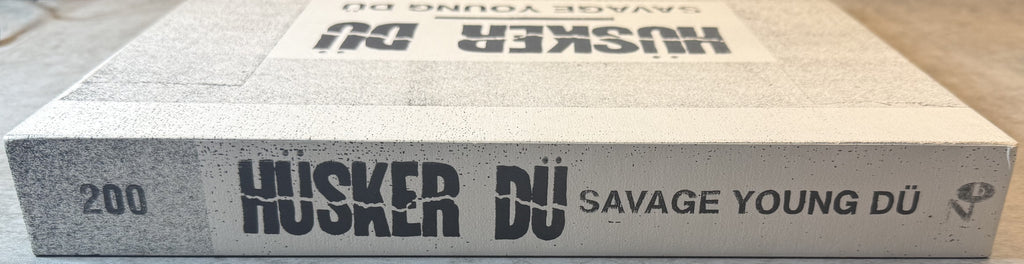 SAVAGE YOUNG DÜ
HÜSKER DÜ
200 HÜSKER DÜ SAVAGE YOUNG DÜ